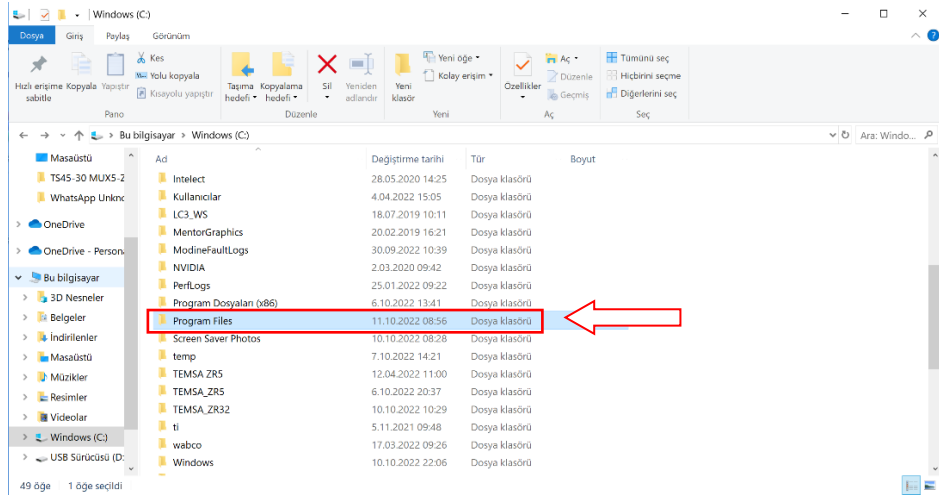 Windows (C:)
Dosya Giriş Paylaş Görünüm
Hızlı erişime sabitle
Kopyala
Yapıştır
Kes
Yolu kopyala
Kısayolu yapıştır
Pano
Taşıma hedefi
Kopyalama hedefi
Sil
Yeniden adlandır
Düzenle
Yeni klasör
Yeni öğe
Kolay erişim
Yeni
Özellikler
Aç
Düzenle
Geçmiş
Aç
Tümünü seç
Hiçbirini seçme
Diğerlerini seç
Seç
Bu bilgisayar > Windows (C:)
Ara: Windo...
Masaüstü
TS45-30 MUX5-2
WhatsApp Unkno
OneDrive
OneDrive - Person
Bu bilgisayar
3D Nesneler
Belgeler
İndirilenler
Masaüstü
Müzikler
Resimler
Videolar
Windows (C:)
USB Sürücüsü (D:
Ad Değiştirme tarihi Tür Boyut
Intelect 28.05.2020 14:25 Dosya klasörü
Kullanıcılar 4.04.2022 15:05 Dosya klasörü
LC3_WS 18.07.2019 10:11 Dosya klasörü
MentorGraphics 20.02.2019 16:21 Dosya klasörü
ModineFaultLogs 30.09.2022 10:39 Dosya klasörü
NVIDIA 2.03.2020 09:42 Dosya klasörü
PerfLogs 25.01.2022 09:22 Dosya klasörü
Program Dosyaları (x86) 6.10.2022 13:41 Dosya klasörü
Program Files 11.10.2022 08:56 Dosya klasörü
Screen Saver Photos 10.10.2022 08:28 Dosya klasörü
temp 7.10.2022 14:21 Dosya klasörü
TEMSA ZR5 12.04.2022 11:00 Dosya klasörü
TEMSA_ZR5 6.10.2022 20:37 Dosya klasörü
TEMSA_ZR32 10.10.2022 10:29 Dosya klasörü
ti 5.11.2021 09:48 Dosya klasörü
wabco 17.03.2022 09:26 Dosya klasörü
Windows 10.10.2022 22:06 Dosya klasörü
49 öğe 1 öğe seçildi